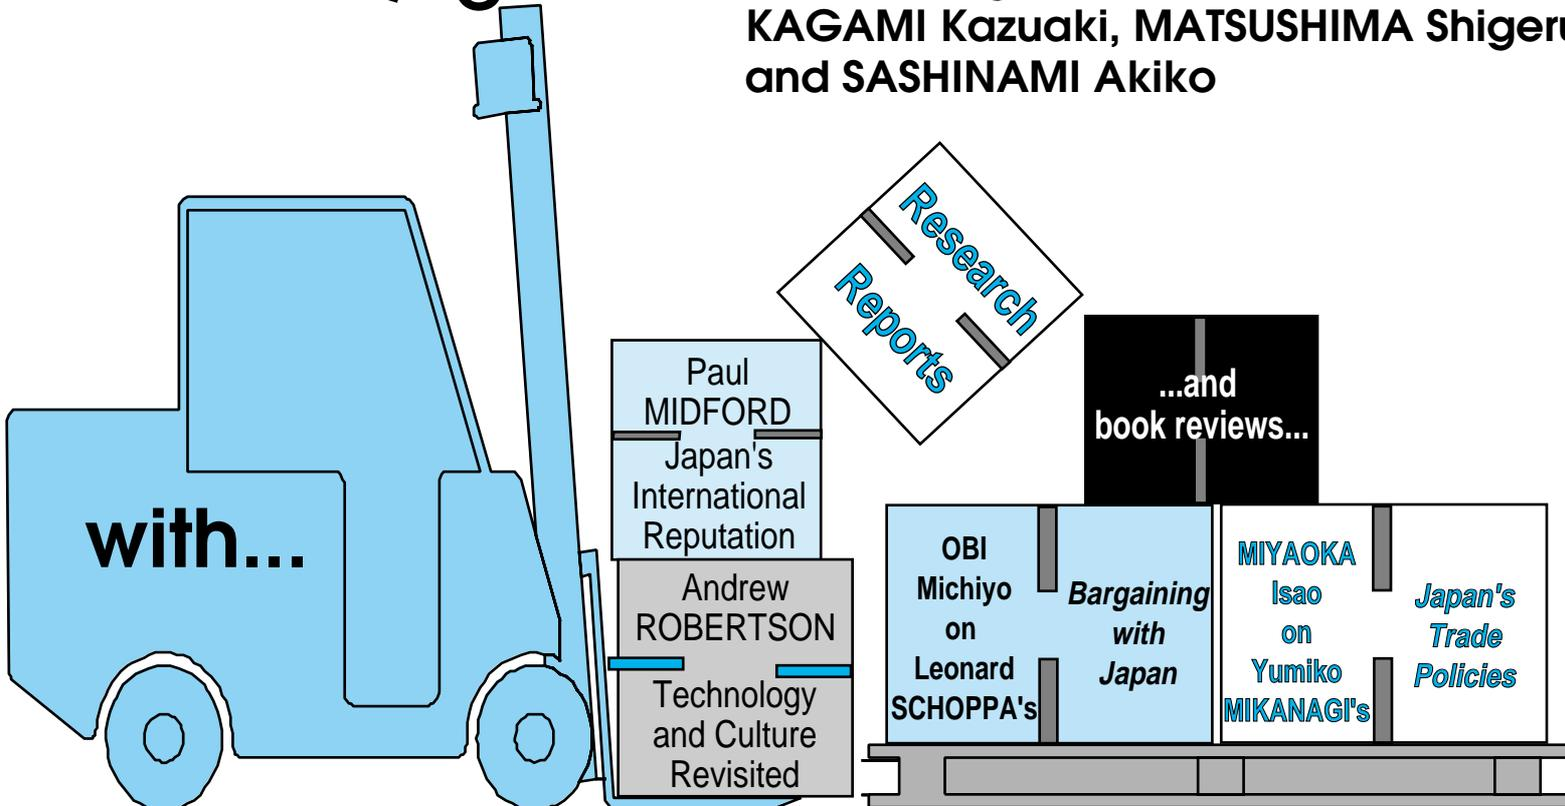 KAGAMI Kazuaki, MATSUSHIMA Shigeru
and SASHINAMI Akiko
with...
Research
Reports
Paul
MIDFORD
Japan's
International
Reputation
Andrew
ROBERTSON
Technology
and Culture
Revisited
...and
book reviews...
OBI
Michiyo
on
Leonard
SCHOPPA's
Bargaining
with
Japan
MIYAOKA
Isao
on
Yumiko
MIKANAGI's
Japan's
Trade
Policies